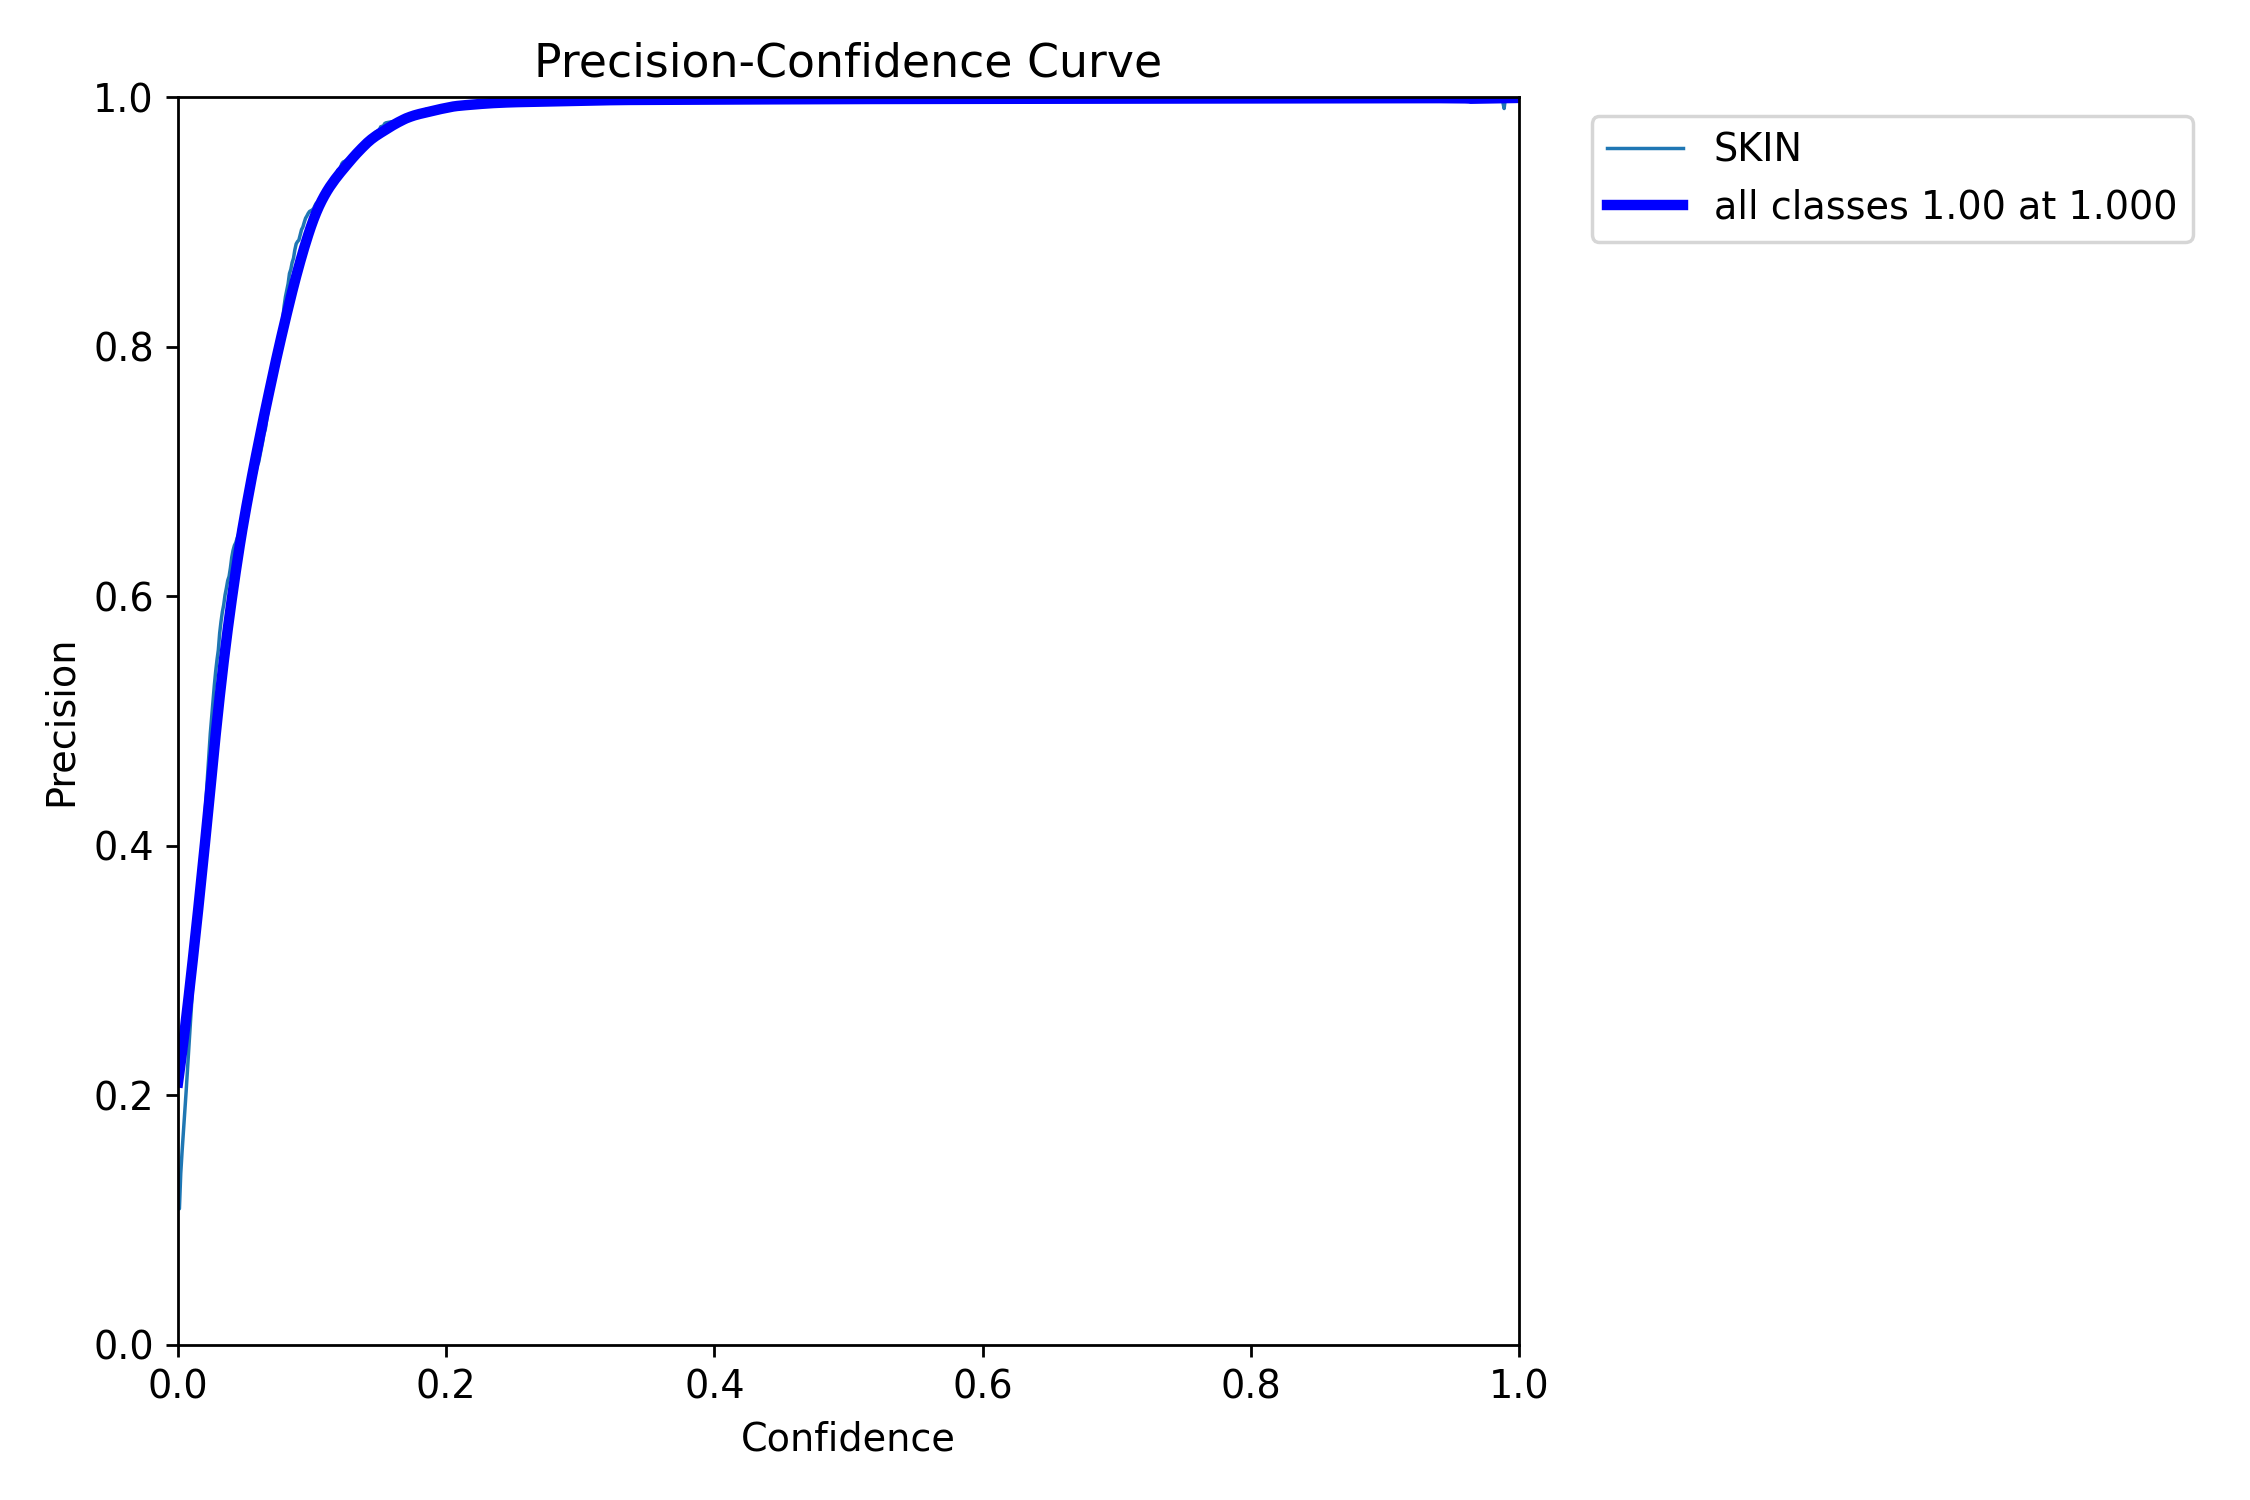 Precision-Confidence Curve
1.0
0.8
0.6
0.4
0.2
0.0
Precision
0.0 0.2 0.4 0.6 0.8 1.0
Confidence
SKIN
all classes 1.00 at 1.000